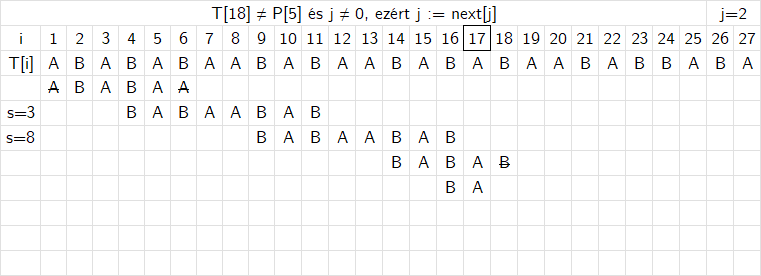 T[18] ≠ P[5] és j ≠ 0, ezért j := next[j] j=2
i 1 2 3 4 5 6 7 8 9 10 11 12 13 14 15 16 17 18 19 20 21 22 23 24 25 26 27
T[i] A B A B A B A A B A B A A B A B A B A A B A B B A B A
A B A B A A
s=3 B A B A A B A B
s=8 B A B A A B A B
B A B A B
B A